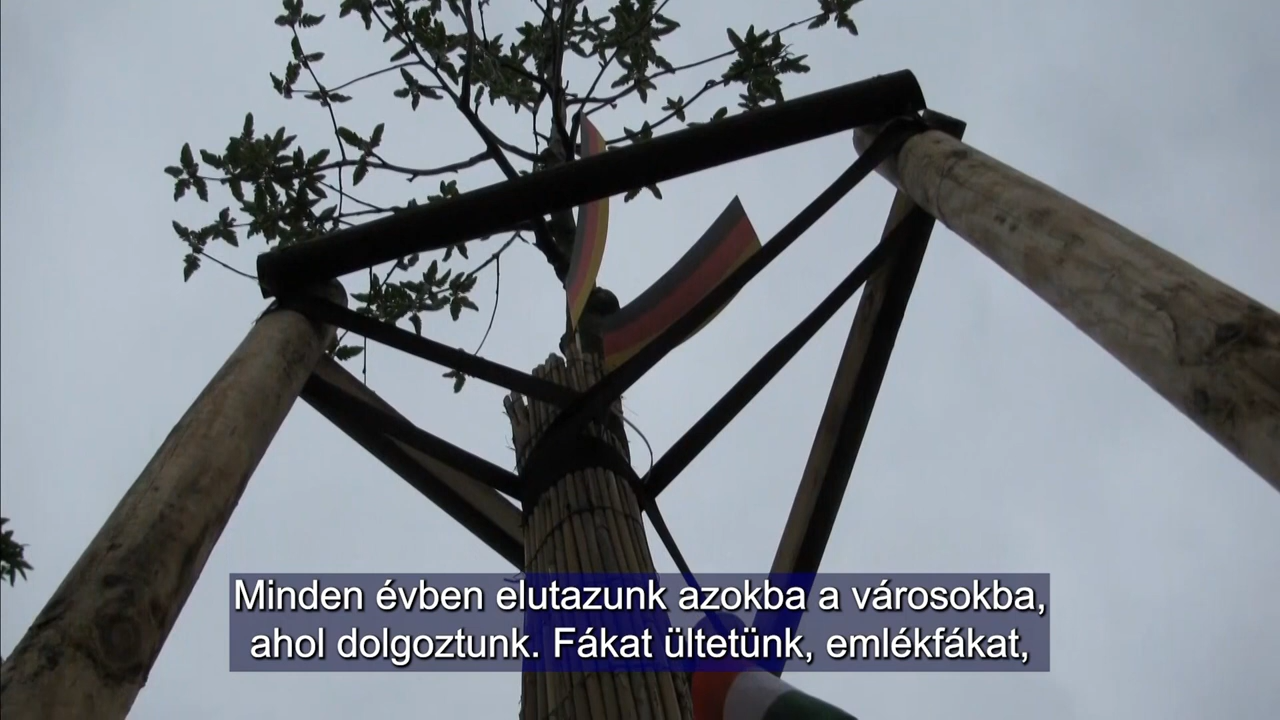 Minden évben elutazunk azokba a városokba,
ahol dolgoztunk. Fákat ültetünk, emlékfákat,